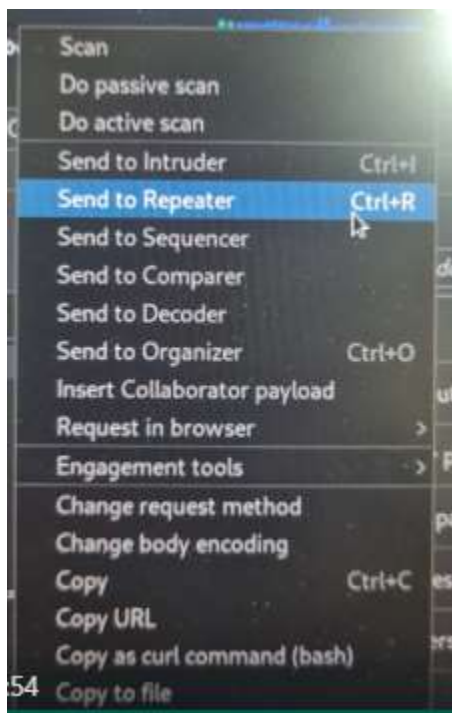 Scan
Do passive scan
Do active scan
Send to Intruder Ctrl+I
Send to Repeater Ctrl+R
Send to Sequencer
Send to Comparer
Send to Decoder
Send to Organizer Ctrl+O
Insert Collaborator payload
Request in browser >
Engagement tools >
Change request method
Change body encoding
Copy Ctrl+C
Copy URL
Copy as curl command (bash)
:54
Copy to file